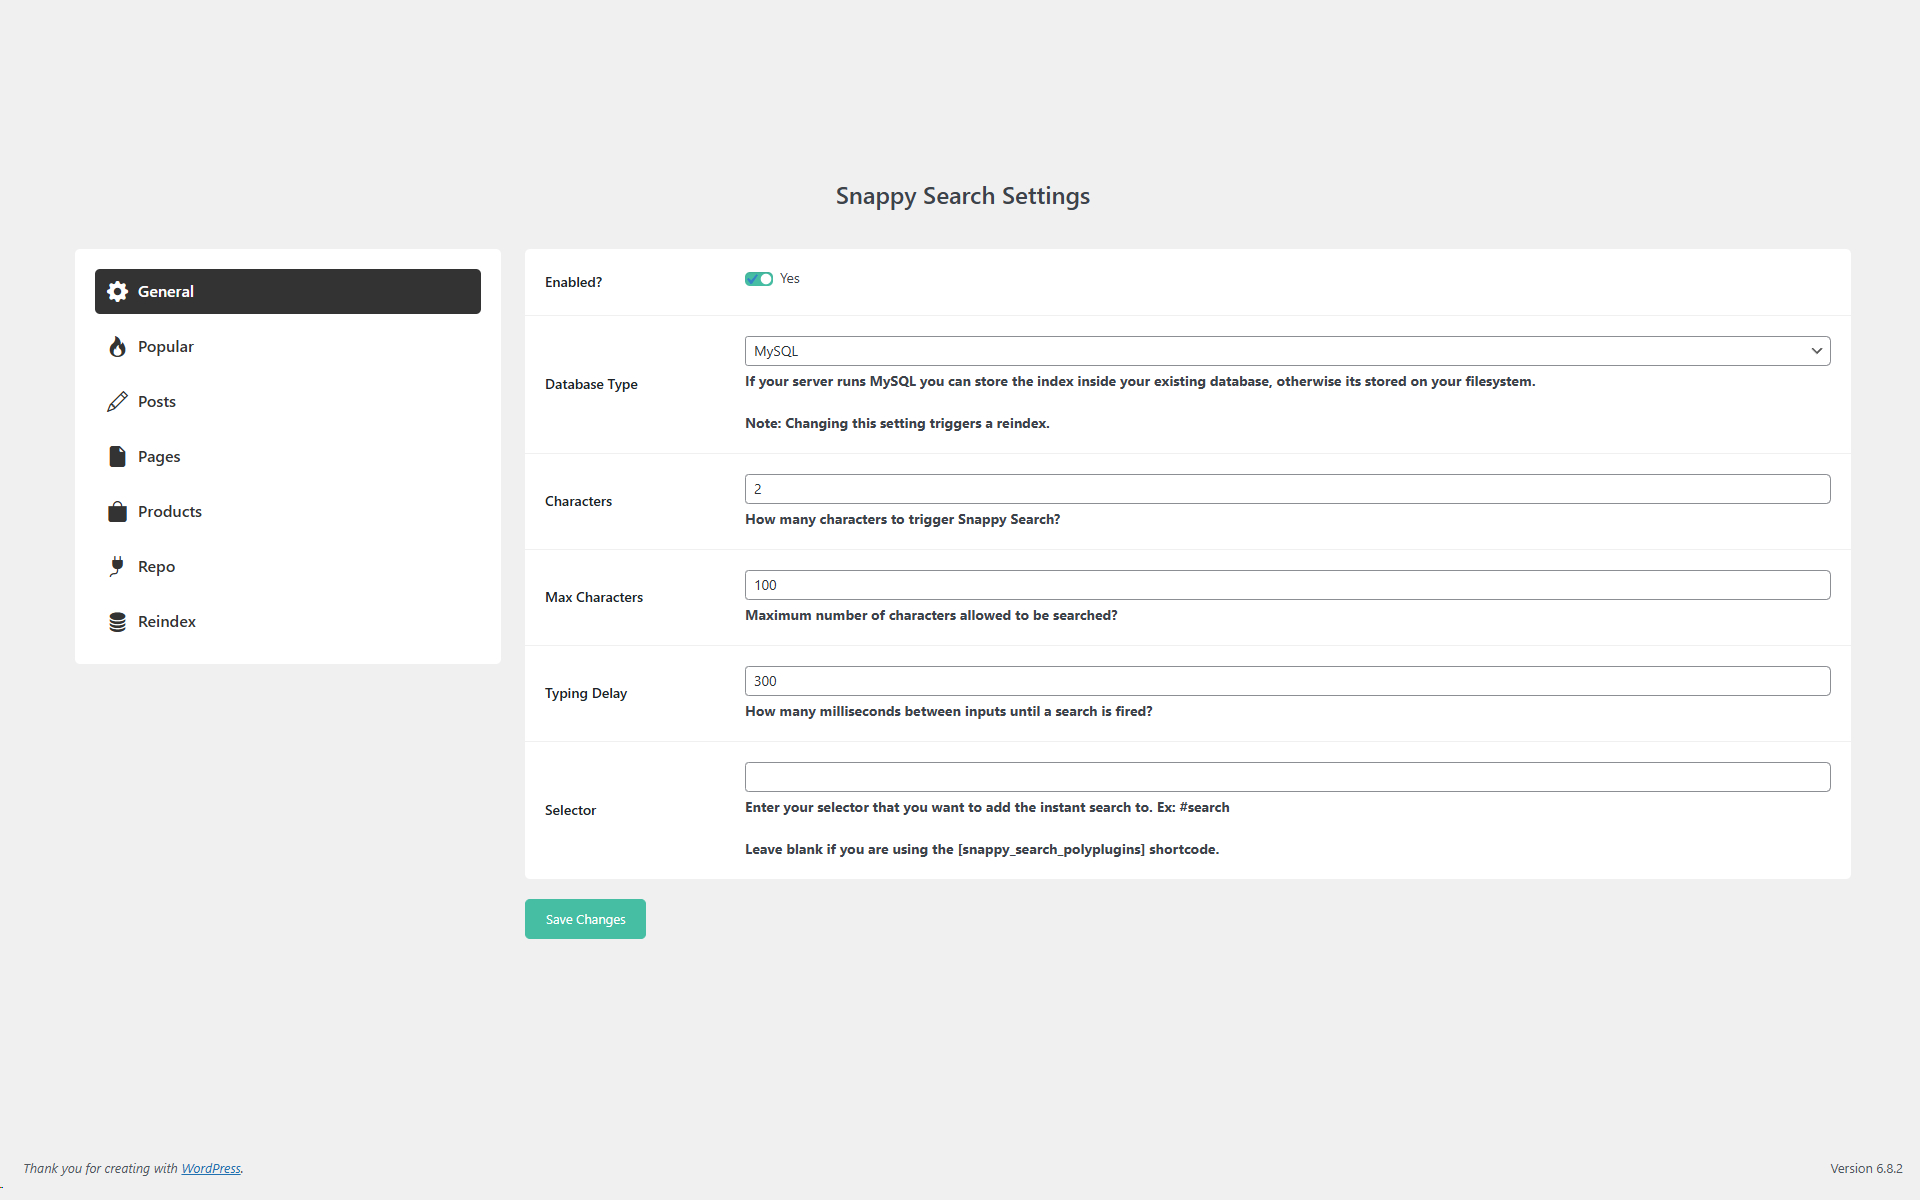 Snappy Search Settings
General
Popular
Posts
Pages
Products
Repo
Reindex
Enabled?
Yes
Database Type
MySQL
If your server runs MySQL you can store the index inside your existing database, otherwise its stored on your filesystem.
Note: Changing this setting triggers a reindex.
Characters
2
How many characters to trigger Snappy Search?
Max Characters
100
Maximum number of characters allowed to be searched?
Typing Delay
300
How many milliseconds between inputs until a search is fired?
Selector
Enter your selector that you want to add the instant search to. Ex: #search
Leave blank if you are using the [snappy_search_polyplugins] shortcode.
Save Changes
Thank you for creating with WordPress.
Version 6.8.2